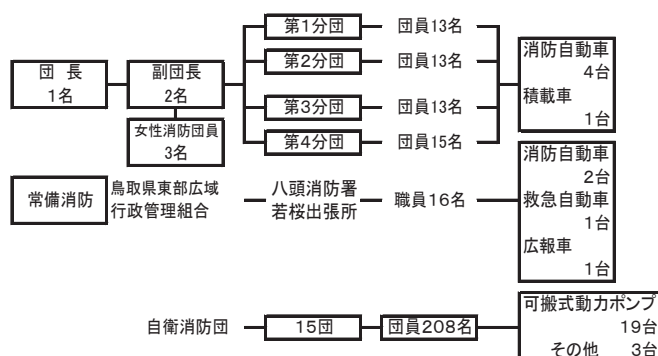 団 長
1名
副団長
2名
女性消防団員
3名
第1分団 団員13名
第2分団 団員13名
第3分団 団員13名
第4分団 団員15名
消防自動車
4台
積載車
1台
常備消防
鳥取県東部広域
行政管理組合
八頭消防署
若桜出張所
職員16名
消防自動車
2台
救急自動車
1台
広報車
1台
自衛消防団
15団
団員208名
可搬式動力ポンプ
19台
その他 3台